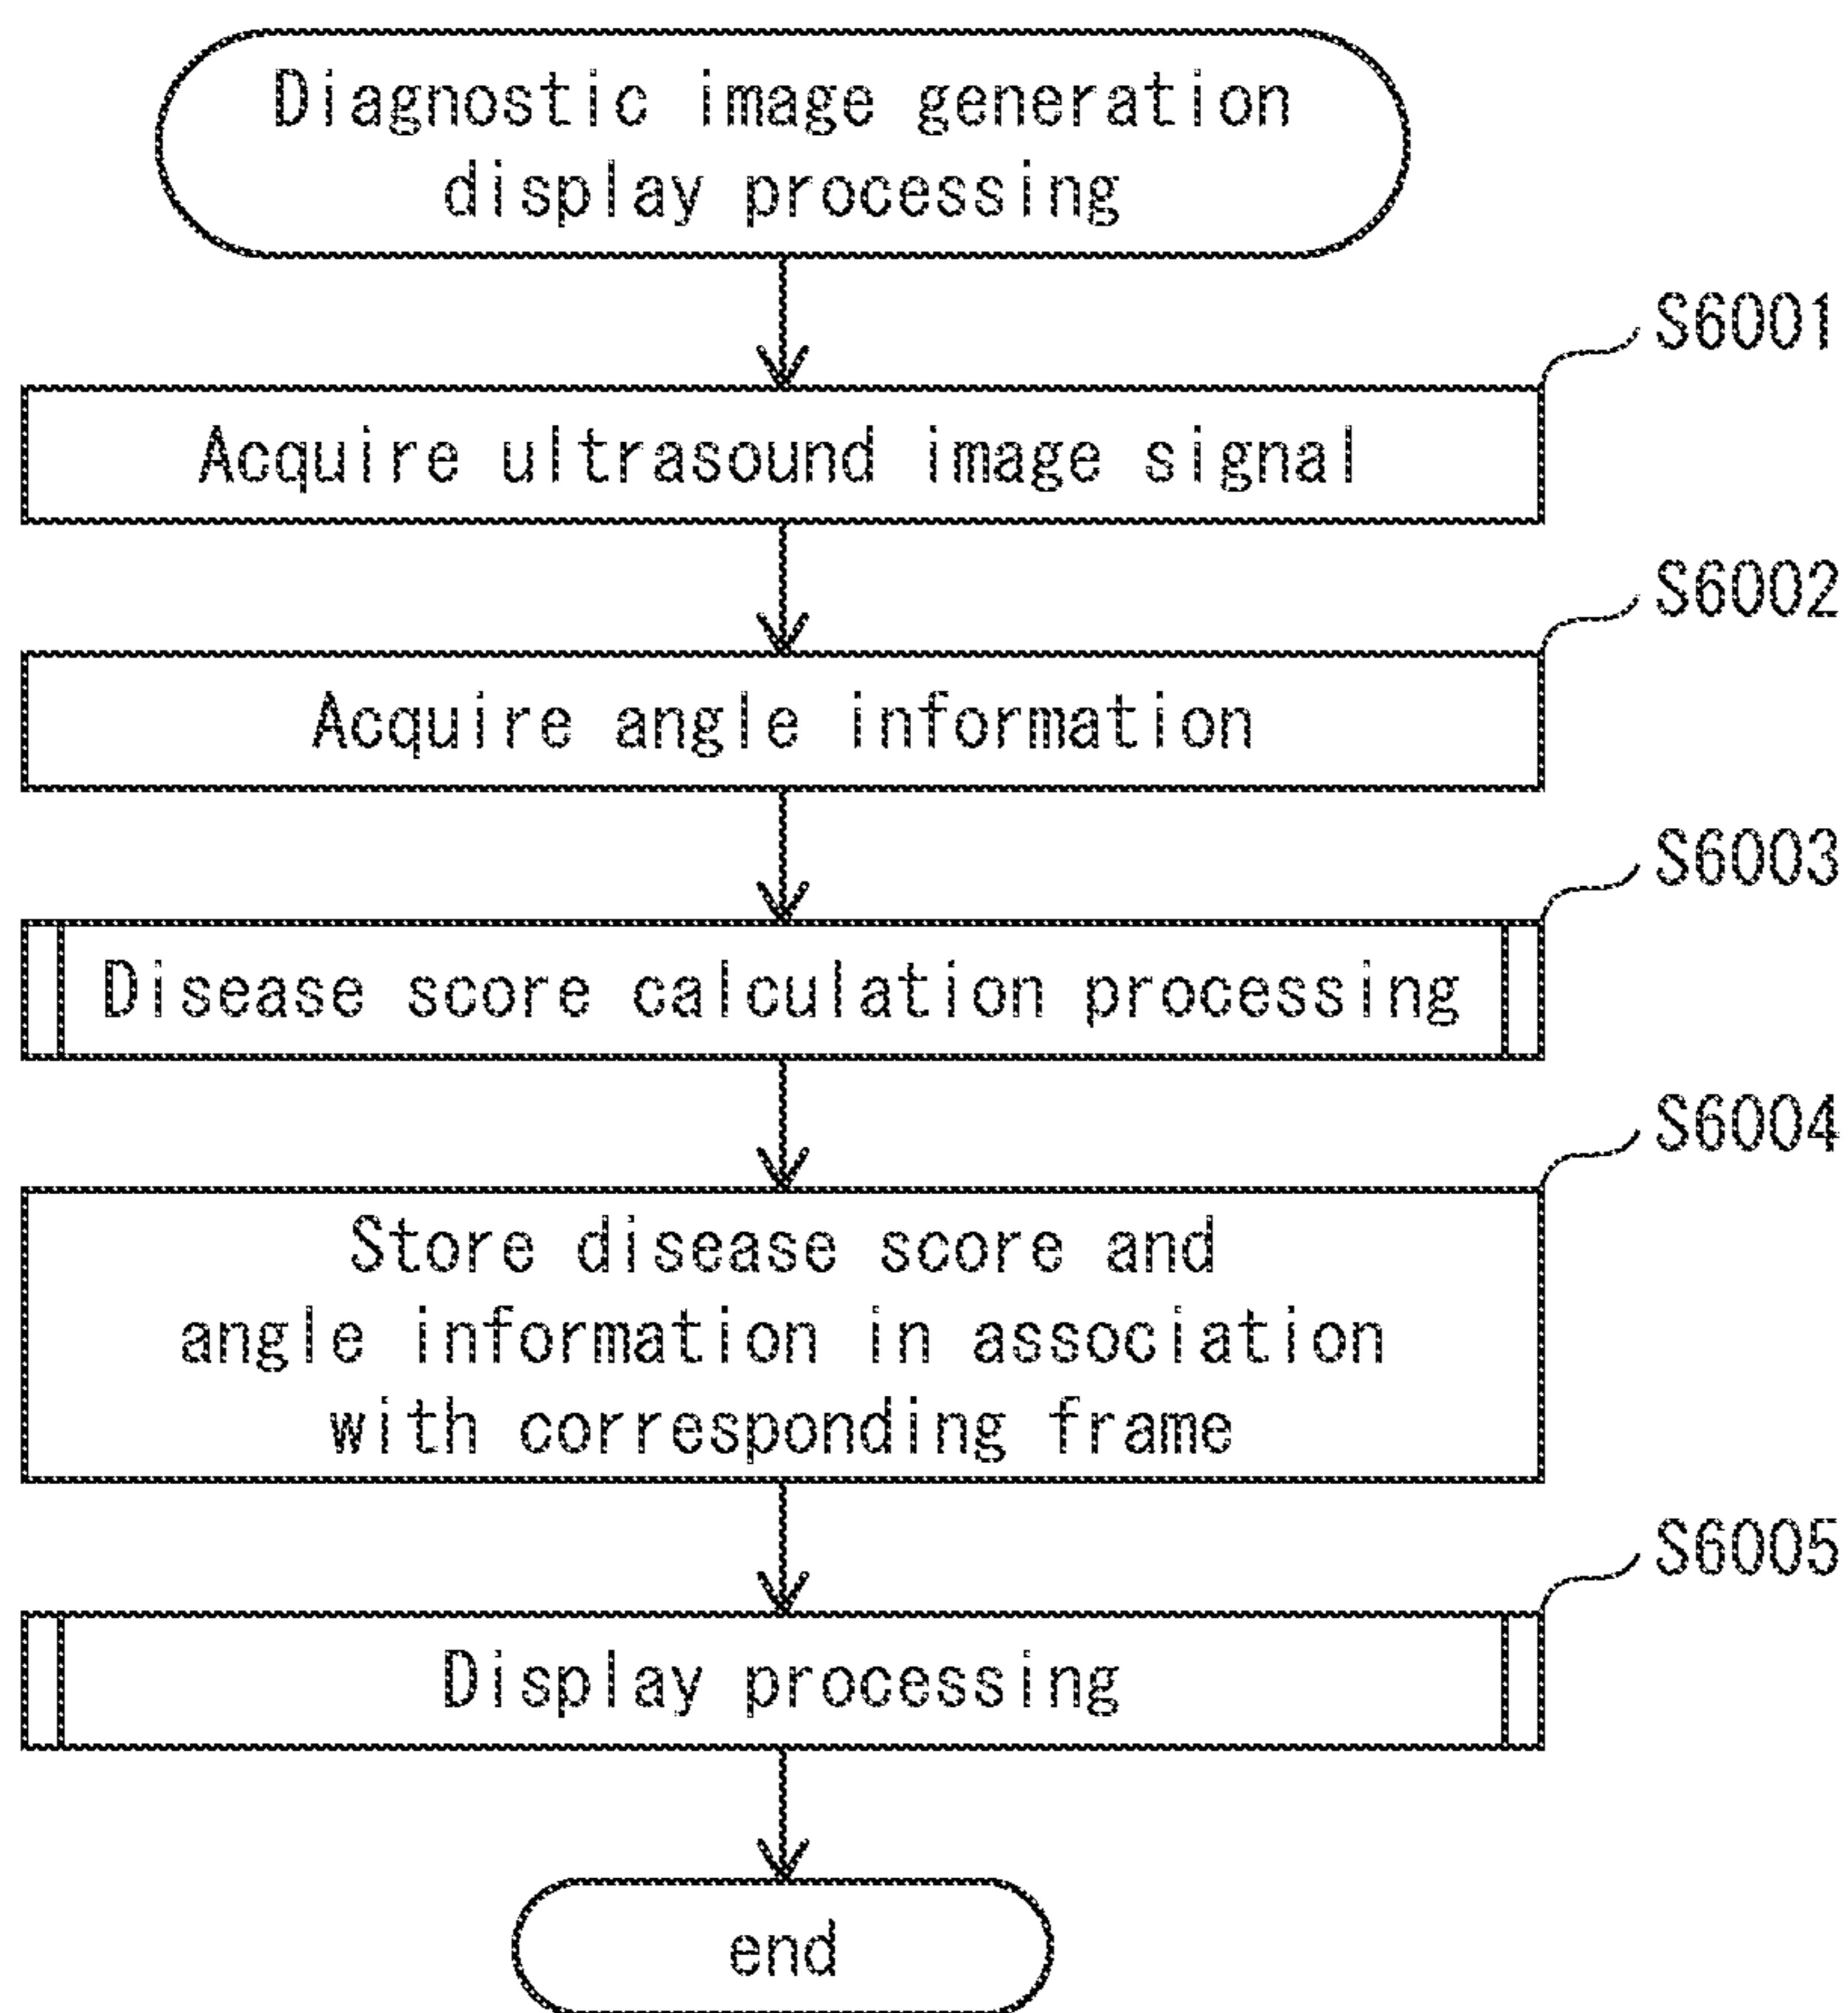 Diagnostic image generation
display processing
S6001
Acquire ultrasound image signal
S6002
Acquire angle information
S6003
Disease score calculation processing
S6004
Store disease score and
angle information in association
with corresponding frame
S6005
Display processing
end